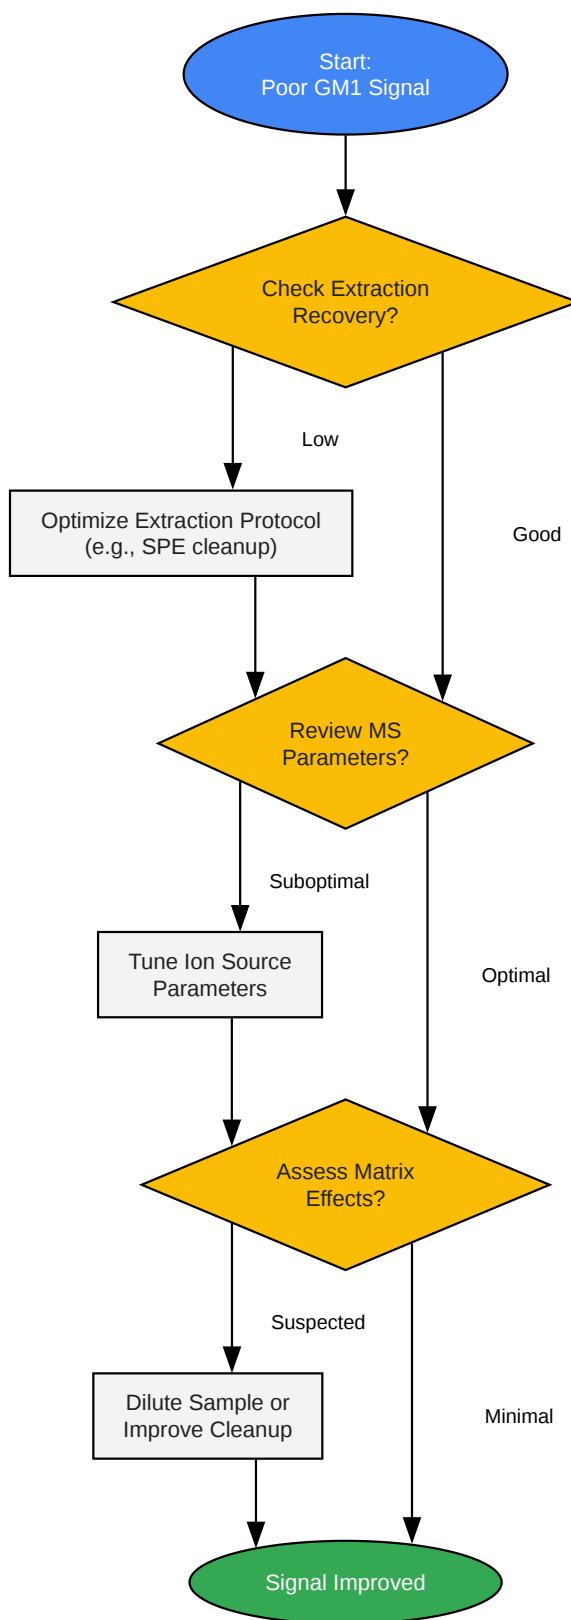 Start:
Poor GM1 Signal
Check Extraction
Recovery?
Low
Optimize Extraction Protocol
(e.g., SPE cleanup)
Good
Review MS
Parameters?
Suboptimal
Tune Ion Source
Parameters
Optimal
Assess Matrix
Effects?
Suspected
Dilute Sample or
Improve Cleanup
Minimal
Signal Improved